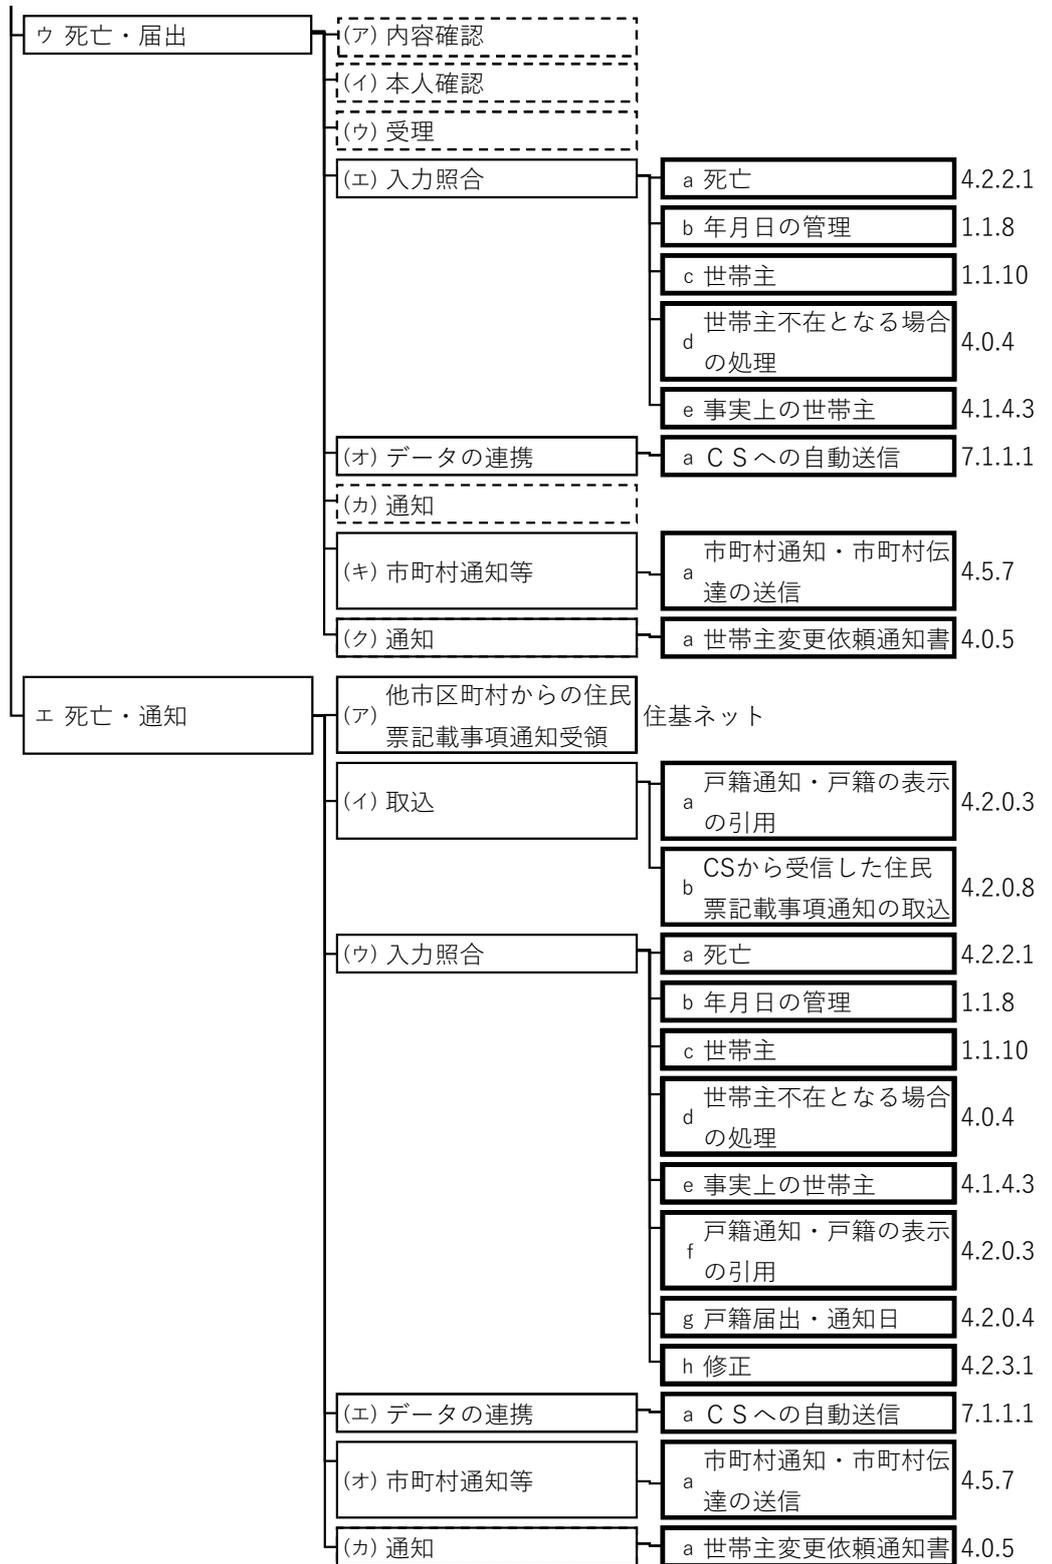 ウ 死亡・届出
(ア) 内容確認
(イ) 本人確認
(ウ) 受理
(エ) 入力照合
a 死亡 4.2.2.1
b 年月日の管理 1.1.8
c 世帯主 1.1.10
d 世帯主不在となる場合
の処理 4.0.4
e 事実上の世帯主 4.1.4.3
(オ) データの連携
a ＣＳへの自動送信 7.1.1.1
(カ) 通知
(キ) 市町村通知等
a 市町村通知・市町村伝
達の送信 4.5.7
(ク) 通知
a 世帯主変更依頼通知書 4.0.5
エ 死亡・通知
(ア) 他市区町村からの住民
票記載事項通知受領
住基ネット
(イ) 取込
a 戸籍通知・戸籍の表示
の引用 4.2.0.3
b CSから受信した住民
票記載事項通知の取込 4.2.0.8
(ウ) 入力照合
a 死亡 4.2.2.1
b 年月日の管理 1.1.8
c 世帯主 1.1.10
d 世帯主不在となる場合
の処理 4.0.4
e 事実上の世帯主 4.1.4.3
f 戸籍通知・戸籍の表示
の引用 4.2.0.3
g 戸籍届出・通知日 4.2.0.4
h 修正 4.2.3.1
(エ) データの連携
a ＣＳへの自動送信 7.1.1.1
(オ) 市町村通知等
a 市町村通知・市町村伝
達の送信 4.5.7
(カ) 通知
a 世帯主変更依頼通知書 4.0.5